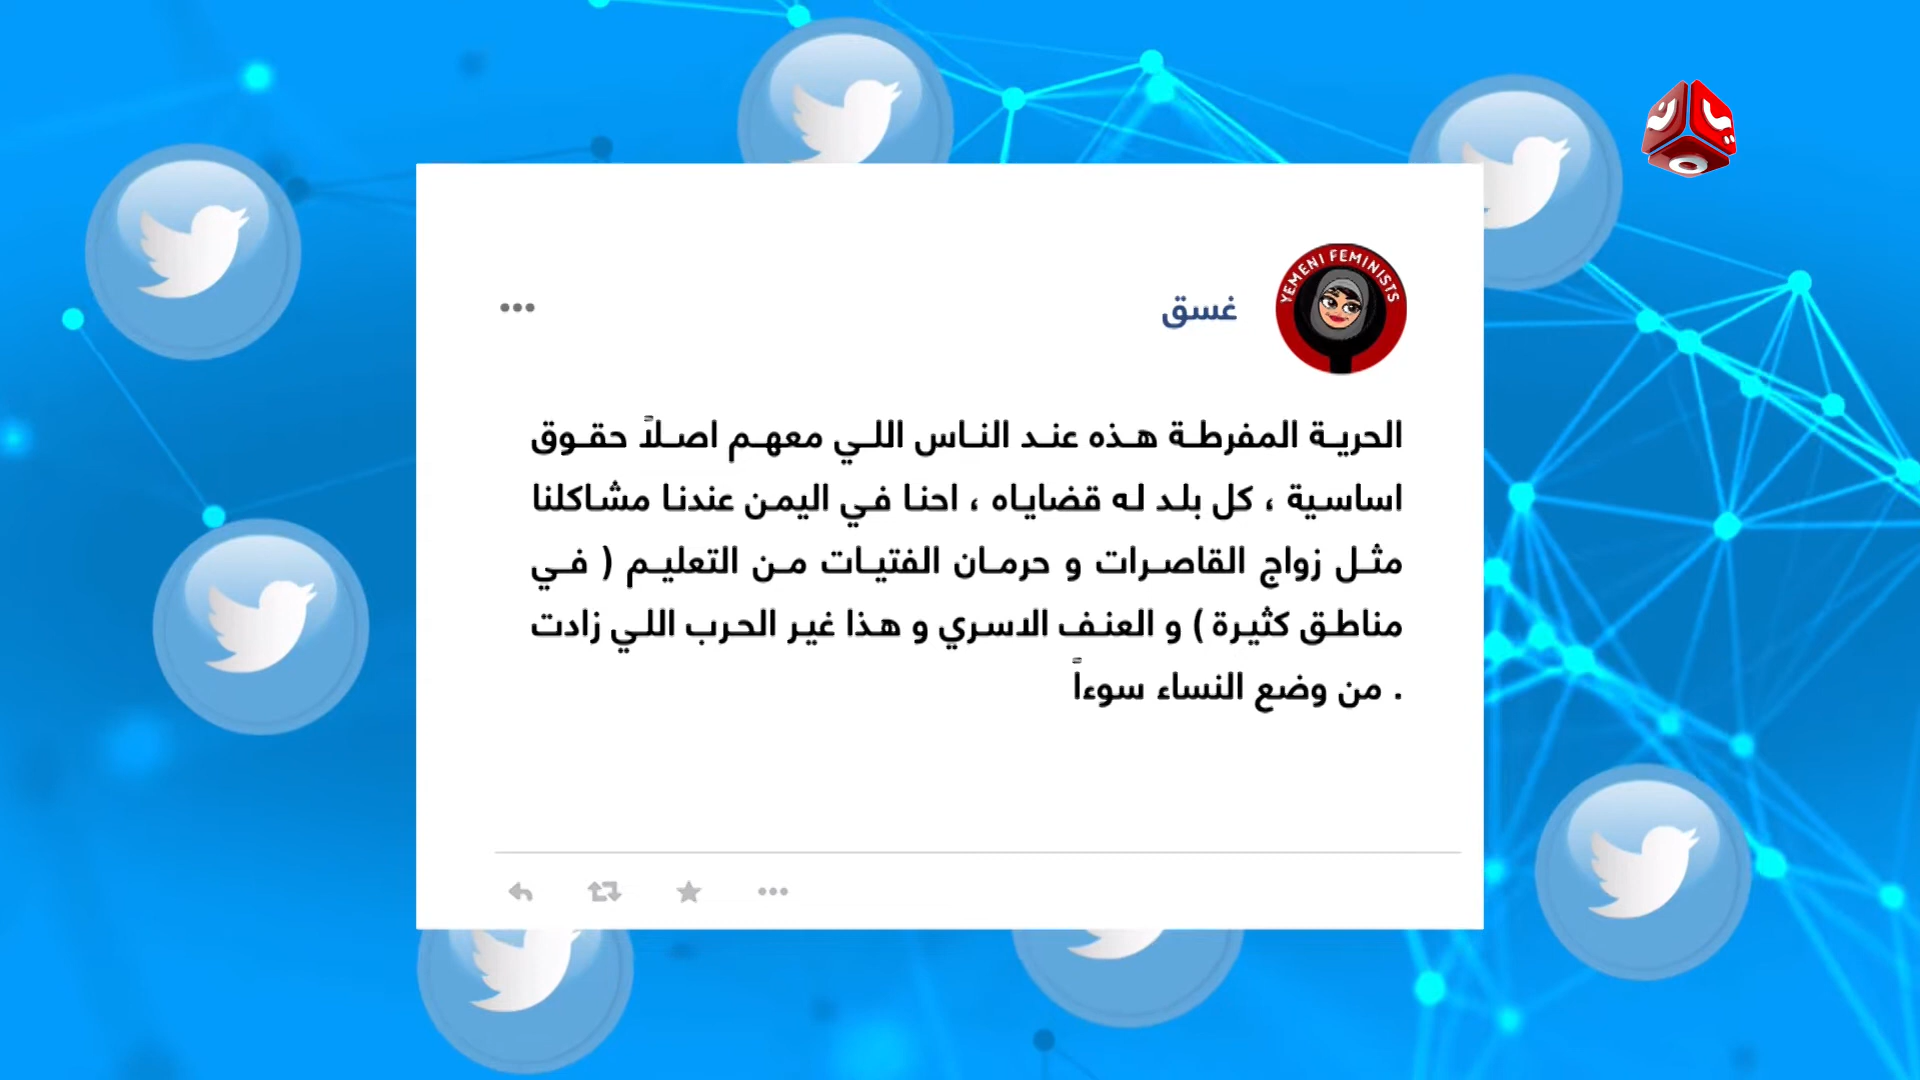 YEMENI FEMINISTS
غسق
الحرية المفرطة هذه عند الناس اللي معهم اصلاً حقوق
اساسية ، كل بلد له قضاياه ، احنا في اليمن عندنا مشاكلنا
مثل زواج القاصرات و حرمان الفتيات من التعليم ( في
مناطق كثيرة ) و العنف الاسري و هذا غير الحرب اللي زادت
. من وضع النساء سوءاً